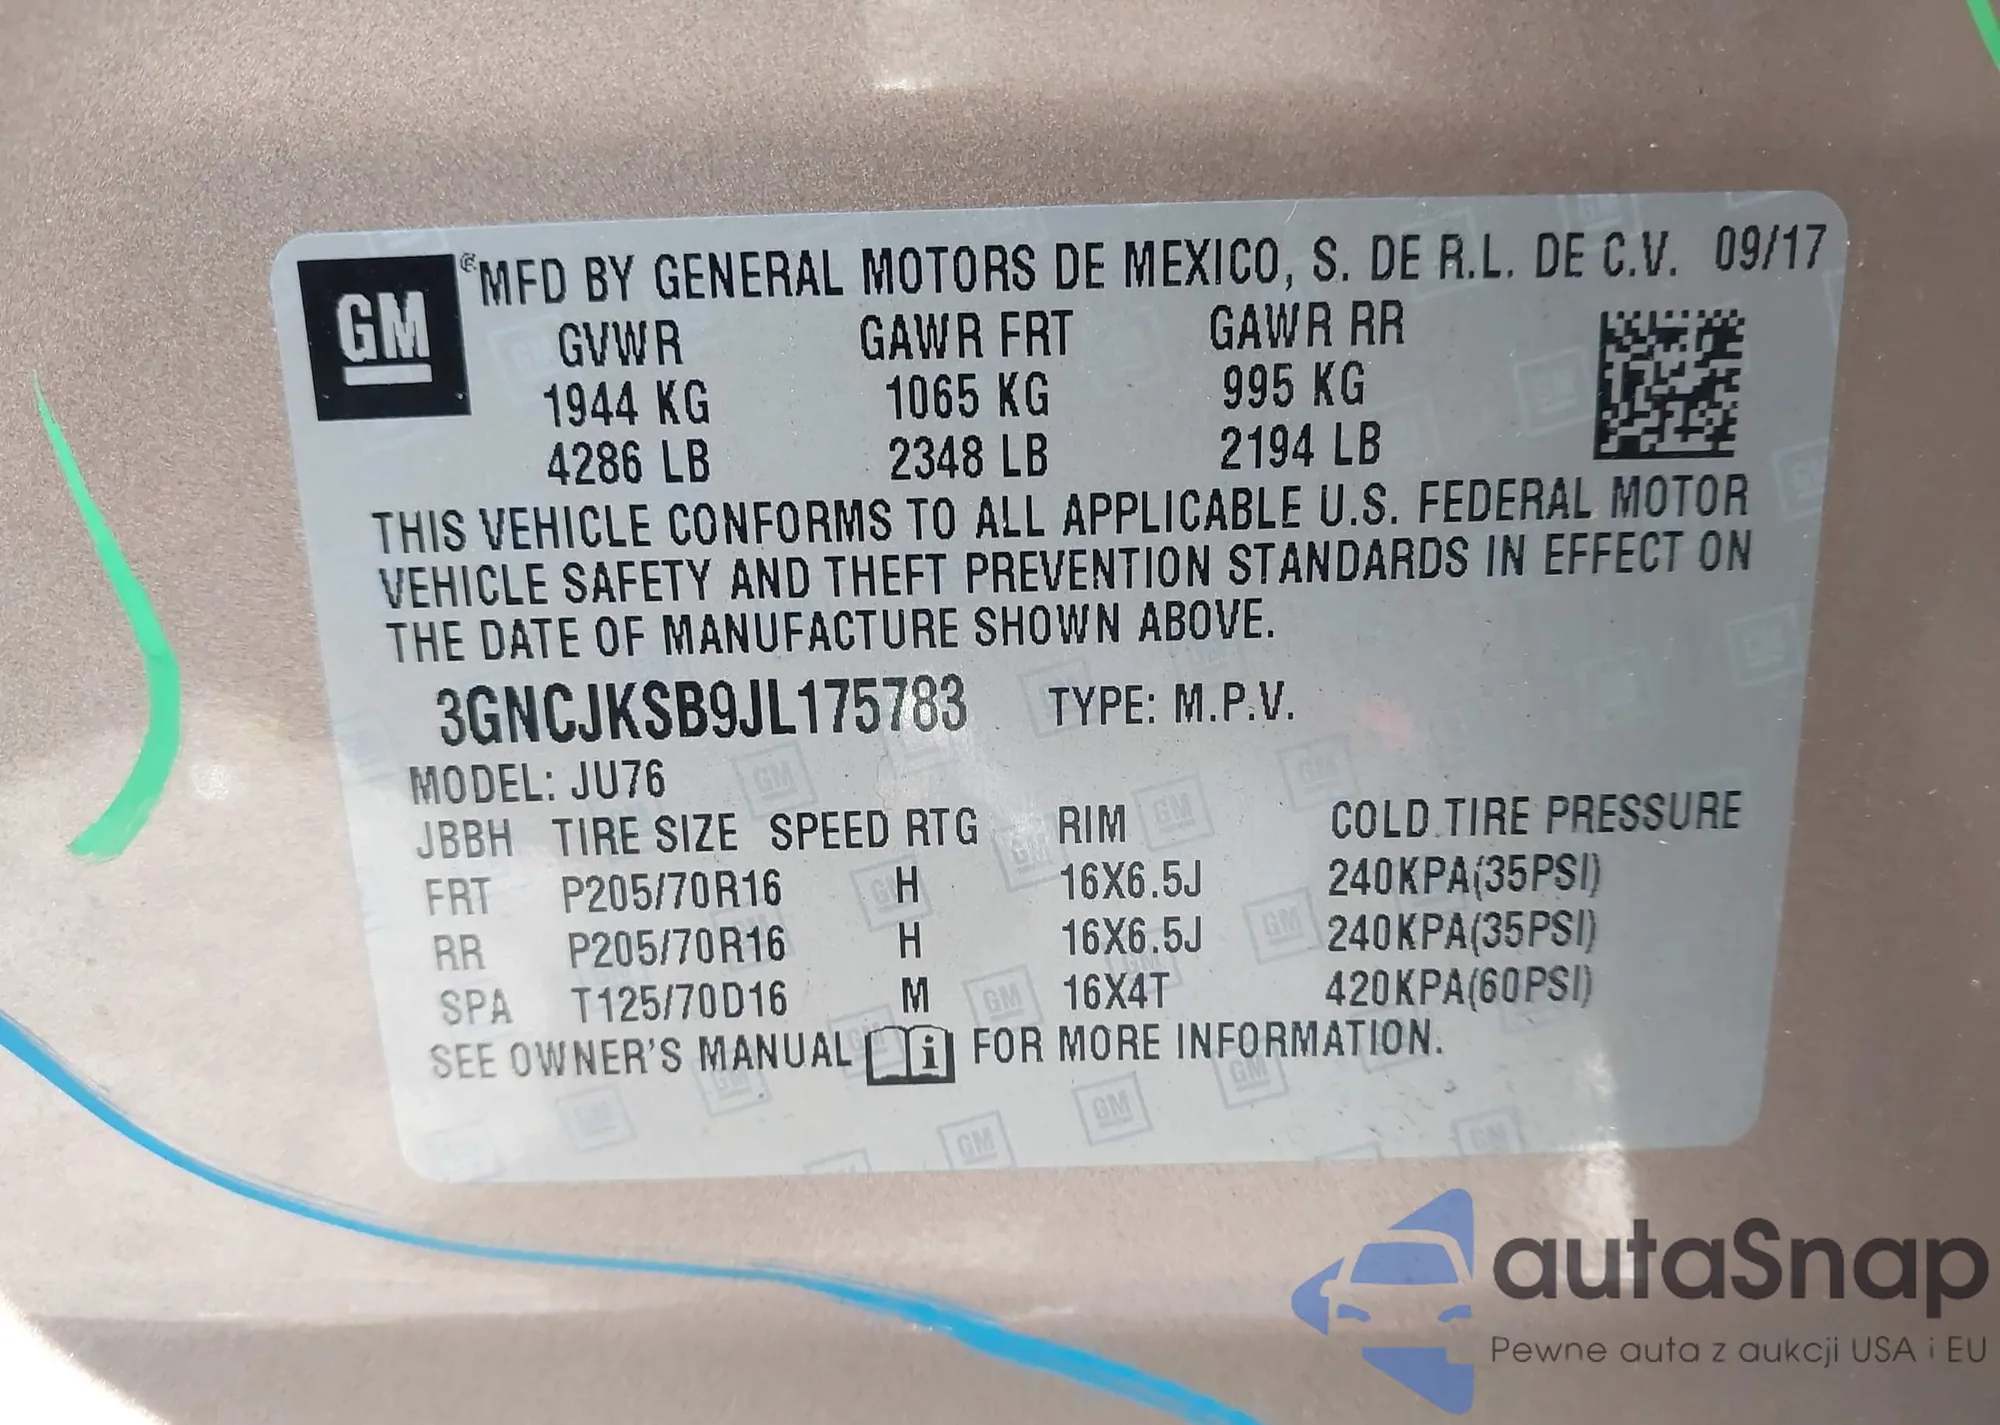 GM
® MFD BY GENERAL MOTORS DE MEXICO, S. DE R.L. DE C.V. 09/17
GVWR GAWR FRT GAWR RR
1944 KG 1065 KG 995 KG
4286 LB 2348 LB 2194 LB
THIS VEHICLE CONFORMS TO ALL APPLICABLE U.S. FEDERAL MOTOR
VEHICLE SAFETY AND THEFT PREVENTION STANDARDS IN EFFECT ON
THE DATE OF MANUFACTURE SHOWN ABOVE.
3GNCJKSB9JL175783 TYPE: M.P.V.
MODEL: JU76
JBBH TIRE SIZE SPEED RTG RIM COLD TIRE PRESSURE
FRT P205/70R16 H 16X6.5J 240KPA(35PSI)
RR P205/70R16 H 16X6.5J 240KPA(35PSI)
SPA T125/70D16 M 16X4T 420KPA(60PSI)
SEE OWNER'S MANUAL i FOR MORE INFORMATION.
autaSnap
Pewne auta z aukcji USA i EU